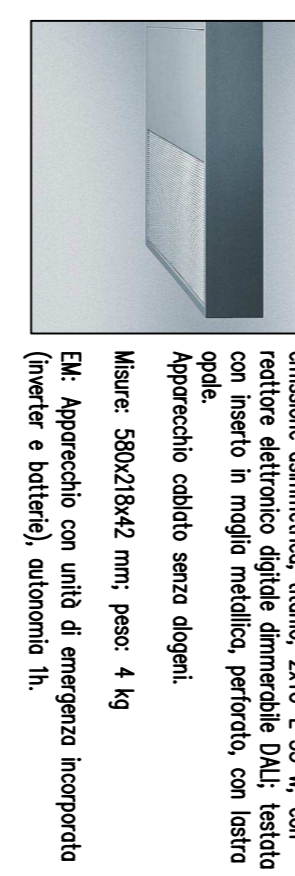 reattore elettronico digitale dimmerabile DALI; testata
con inserto in maglia metallica, perforato, con lastra
opale.
Apparecchio cablato senza alogeni.
Misure: 580x218x42 mm; peso: 4 kg
EM: Apparecchio con unità di emergenza incorporata
(inverter e batterie), autonomia 1h.